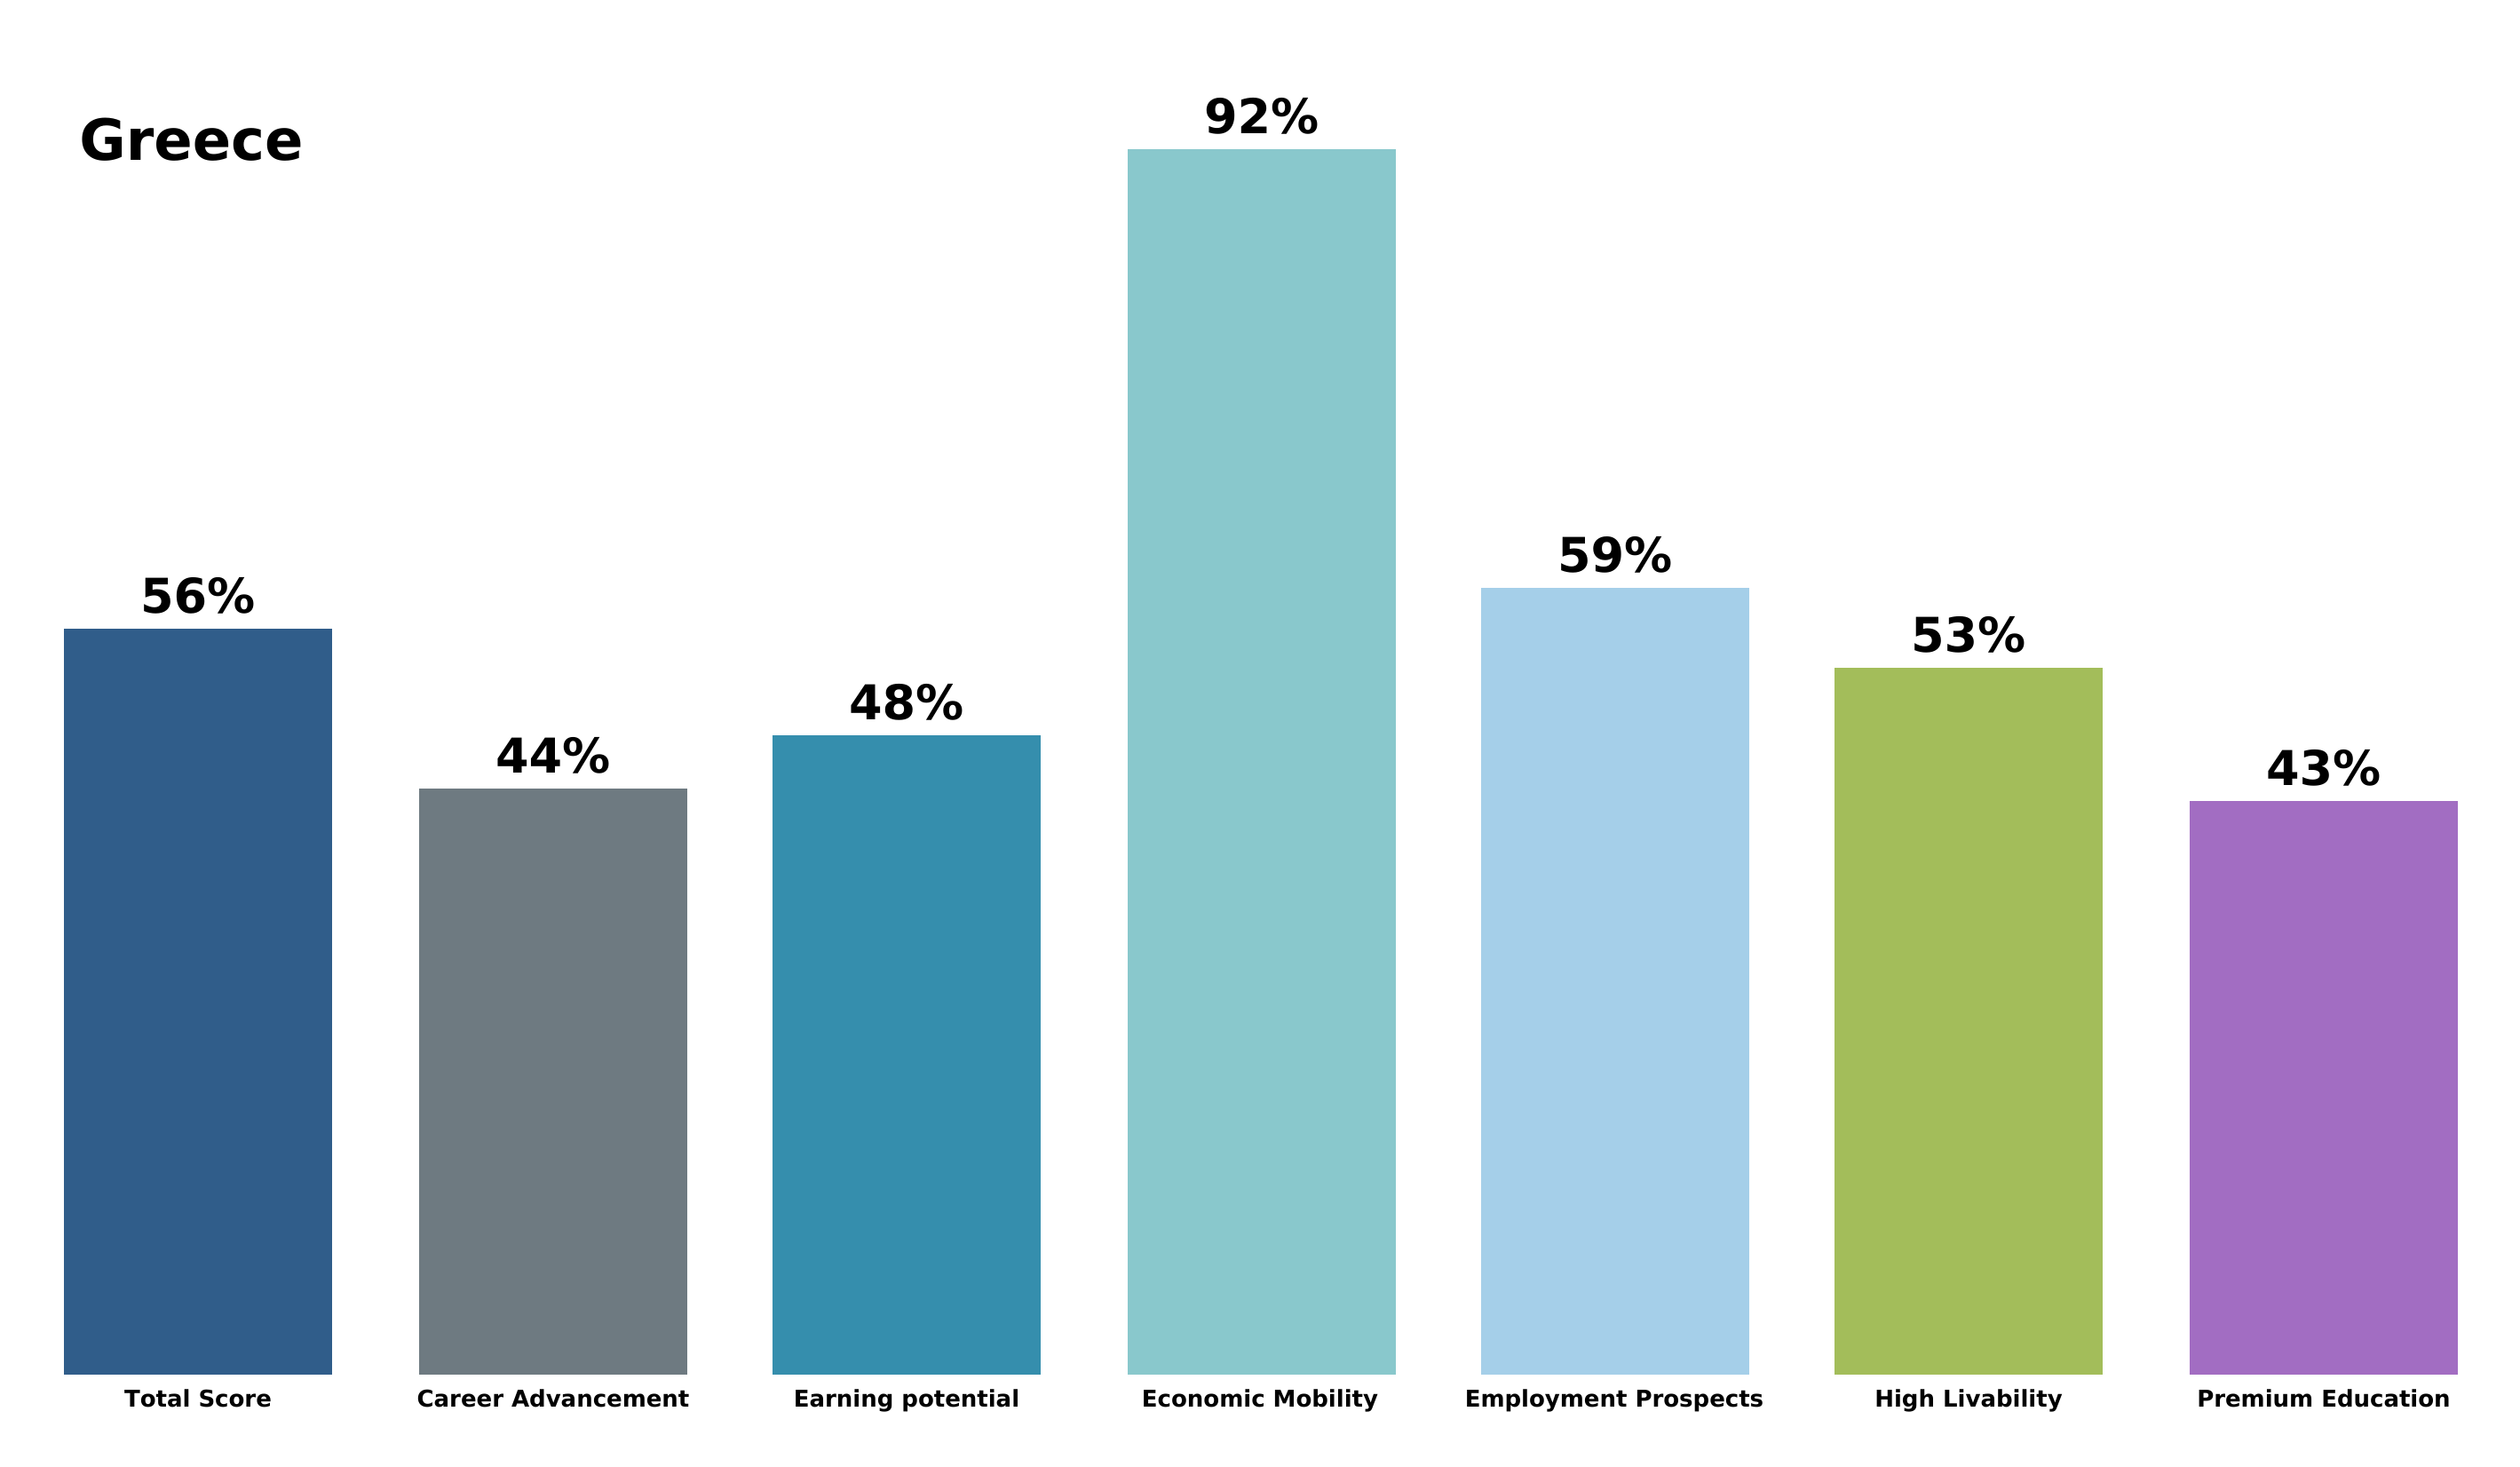 Greece
56%
44%
48%
92%
59%
53%
43%
Total Score
Career Advancement
Earning potential
Economic Mobility
Employment Prospects
High Livability
Premium Education